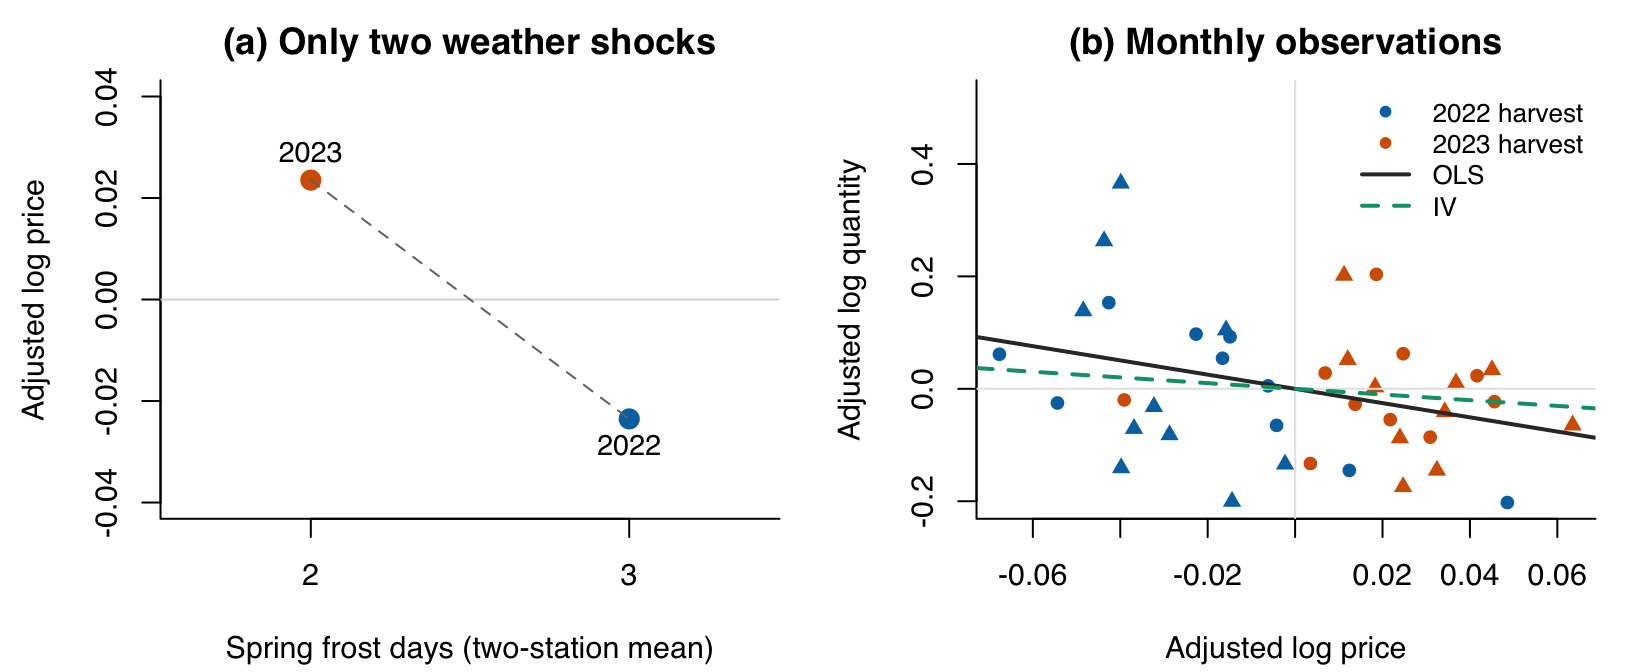 (a) Only two weather shocks
Adjusted log price
0.04
0.02
0.00
-0.02
-0.04
2023
2022
2
3
Spring frost days (two-station mean)
(b) Monthly observations
Adjusted log quantity
0.4
0.2
0.0
-0.2
2022 harvest
2023 harvest
OLS
IV
-0.06
-0.02
0.02
0.04
0.06
Adjusted log price